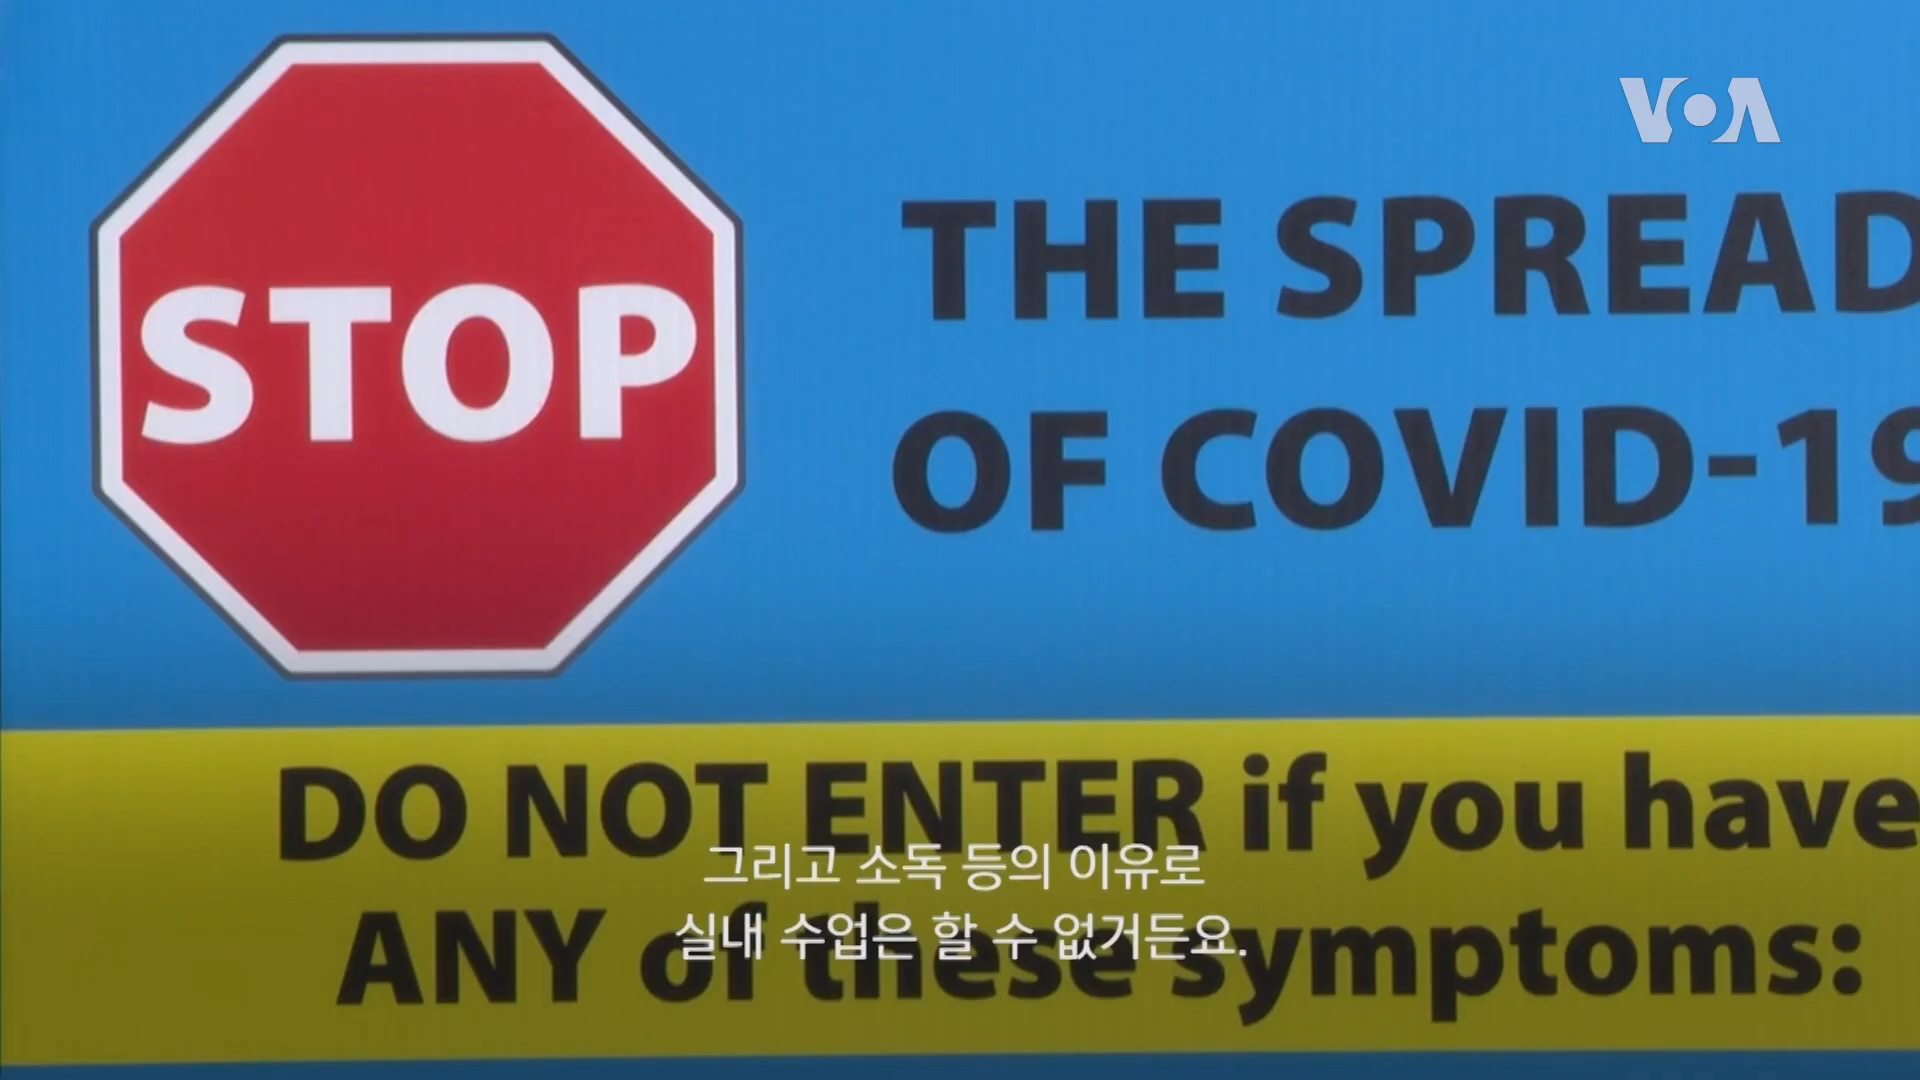 VOA
STOP
THE SPREAD
OF COVID-19
DO NOT ENTER if you have
ANY of these symptoms:
그리고 소독 등의 이유로
실내 수업은 할 수 없거든요.